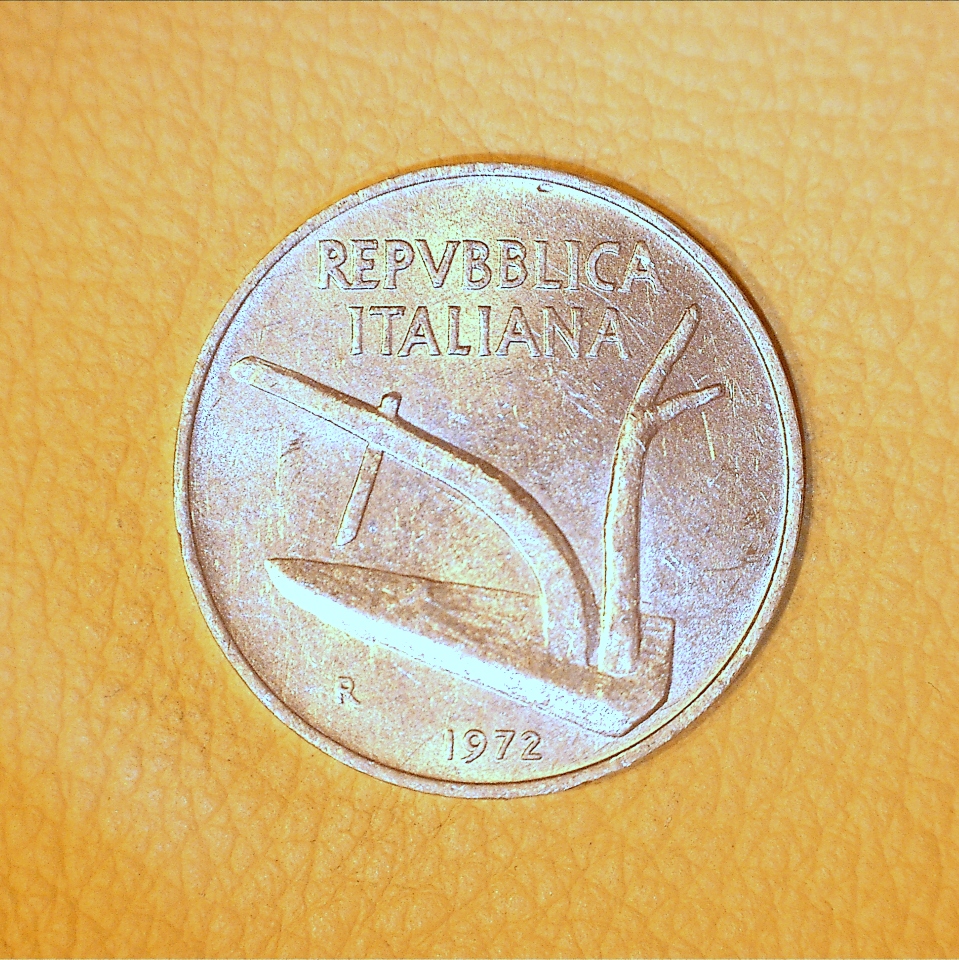 REPVBBLICA
ITALIANA
R
1972